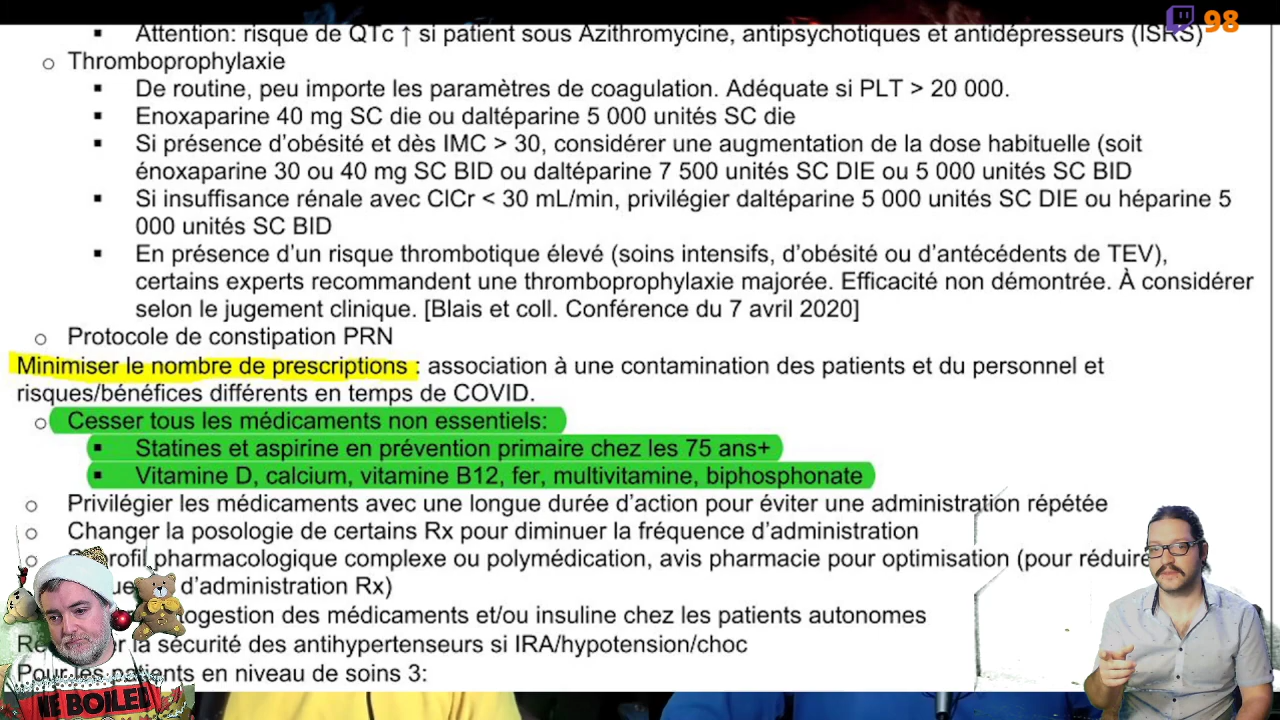 98
▪ Attention: risque de QTc ↑ si patient sous Azithromycine, antipsychotiques et antidépresseurs (ISRS)
o Thromboprophylaxie
▪ De routine, peu importe les paramètres de coagulation. Adéquate si PLT > 20 000.
▪ Enoxaparine 40 mg SC die ou daltéparine 5 000 unités SC die
▪ Si présence d'obésité et dès IMC > 30, considérer une augmentation de la dose habituelle (soit
énoxaparine 30 ou 40 mg SC BID ou daltéparine 7 500 unités SC DIE ou 5 000 unités SC BID
▪ Si insuffisance rénale avec ClCr < 30 mL/min, privilégier daltéparine 5 000 unités SC DIE ou héparine 5
000 unités SC BID
▪ En présence d'un risque thrombotique élevé (soins intensifs, d'obésité ou d'antécédents de TEV),
certains experts recommandent une thromboprophylaxie majorée. Efficacité non démontrée. À considérer
selon le jugement clinique. [Blais et coll. Conférence du 7 avril 2020]
o Protocole de constipation PRN
Minimiser le nombre de prescriptions : association à une contamination des patients et du personnel et
risques/bénéfices différents en temps de COVID.
o Cesser tous les médicaments non essentiels:
▪ Statines et aspirine en prévention primaire chez les 75 ans+
▪ Vitamine D, calcium, vitamine B12, fer, multivitamine, biphosphonate
o Privilégier les médicaments avec une longue durée d'action pour éviter une administration répétée
o Changer la posologie de certains Rx pour diminuer la fréquence d'administration
o profil pharmacologique complexe ou polymédication, avis pharmacie pour optimisation (pour réduire
d'administration Rx)
des médicaments et/ou insuline chez les patients autonomes
la sécurité des antihypertenseurs si IRA/hypotension/choc
Pour les patients en niveau de soins 3:
BOILED